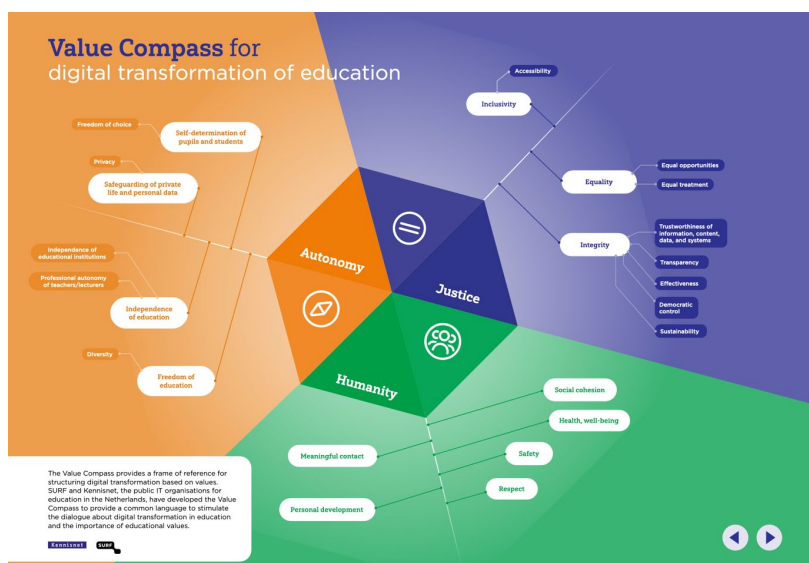 Value Compass for
digital transformation of education
Freedom of choice
Self-determination of
pupils and students
Privacy
Safeguarding of private
life and personal data
Independence of
educational institutions
Professional autonomy
of teachers/lecturers
Independence
of education
Diversity
Freedom of
education
Autonomy
Justice
Humanity
Accessibility
Inclusivity
Equal opportunities
Equality
Equal treatment
Integrity
Trustworthiness of
information, content,
data, and systems
Transparency
Effectiveness
Democratic
control
Sustainability
Social cohesion
Health, well-being
Meaningful contact
Safety
Respect
Personal development
The Value Compass provides a frame of reference for
structuring digital transformation based on values.
SURF and Kennisnet, the public IT organisations for
education in the Netherlands, have developed the Value
Compass to provide a common language to stimulate
the dialogue about digital transformation in education
and the importance of educational values.
Kennisnet
SURF